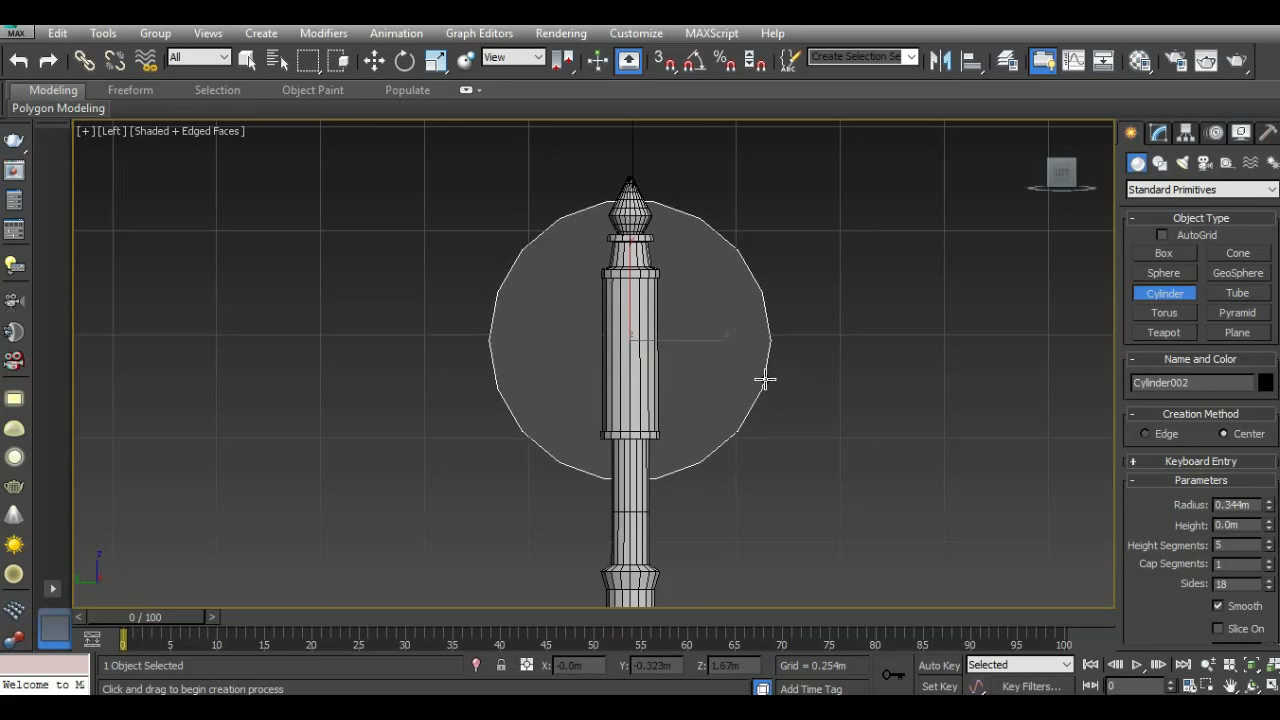 MAX Edit Tools Group Views Create Modifiers Animation Graph Editors Rendering Customize MAXScript Help
All View 3 % ABC Create Selection Se
Modeling Freeform Selection Object Paint Populate
Polygon Modeling
[+] [Left ] [Shaded + Edged Faces ]
LEFT
Standard Primitives
- Object Type
AutoGrid
Box Cone
Sphere GeoSphere
Cylinder Tube
Torus Pyramid
Teapot Plane
- Name and Color
Cylinder002
- Creation Method
Edge Center
+ Keyboard Entry
- Parameters
Radius: 0.344m
Height: 0.0m
Height Segments: 5
Cap Segments: 1
Sides: 18
Smooth
Slice On
z
< 0 / 100 >
0 5 10 15 20 25 30 35 40 45 50 55 60 65 70 75 80 85 90 95 100
1 Object Selected X: -0.0m Y: -0.323m Z: 1.67m Grid = 0.254m Auto Key Selected
Welcome to M Click and drag to begin creation process Add Time Tag Set Key Key Filters... 0